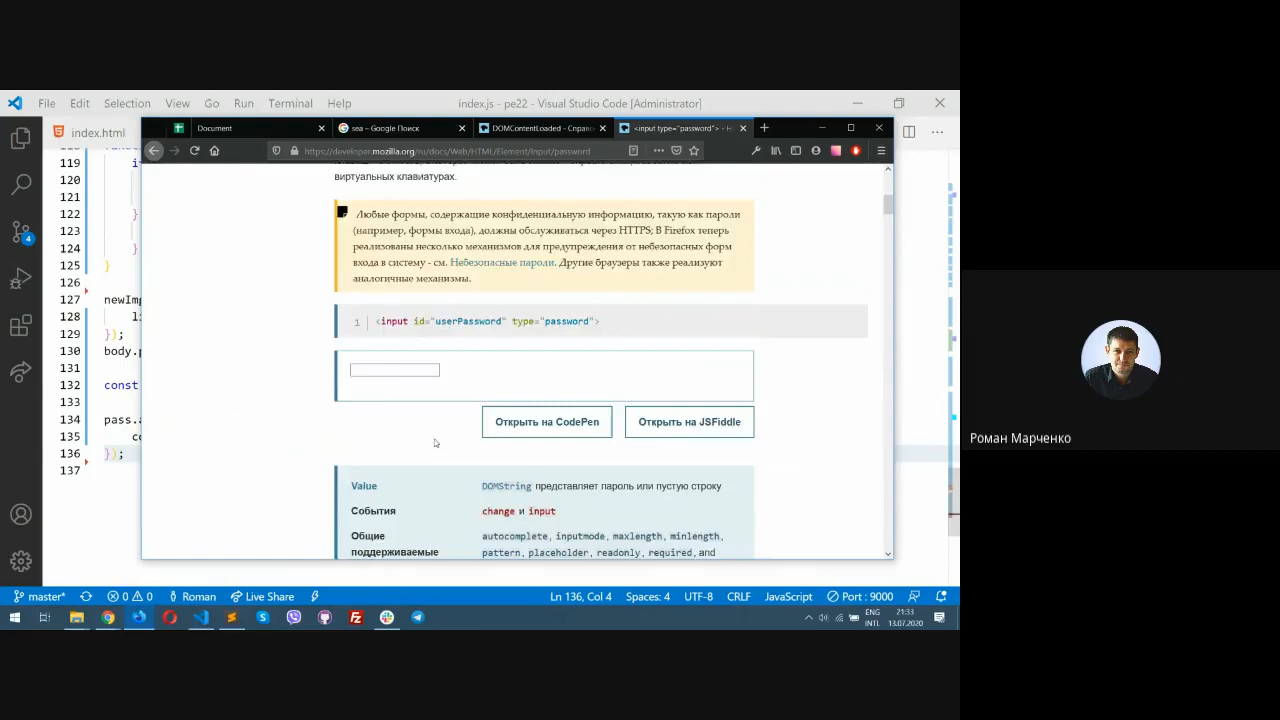 File Edit Selection View Go Run Terminal Help
index.js - pe22 - Visual Studio Code [Administrator]
index.html
Document
sea – Google Поиск
DOMContentLoaded - Справ
<input type="password"> - H
https://developer.mozilla.org/ru/docs/Web/HTML/Element/Input/password
виртуальных клавиатурах.
Любые формы, содержащие конфиденциальную информацию, такую как пароли
(например, формы входа), должны обслуживаться через HTTPS; В Firefox теперь
реализованы несколько механизмов для предупреждения от небезопасных форм
входа в систему - см. Небезопасные пароли. Другие браузеры также реализуют
аналогичные механизмы.
1 <input id="userPassword" type="password">
Открыть на CodePen
Открыть на JSFiddle
Value DOMString представляет пароль или пустую строку
События change и input
Общие autocomplete, inputmode, maxlength, minlength,
поддерживаемые pattern, placeholder, readonly, required, and
119 i
120
121
122 }
123
124 }
125 }
126
127 newImp
128 li
129 });
130 body.p
131
132 const
133
134 pass.a
135 co
136 });
137
4
master* 0 0 Roman Live Share
Ln 136, Col 4 Spaces: 4 UTF-8 CRLF JavaScript Port : 9000
ENG
INTL
21:33
13.07.2020
Роман Марченко